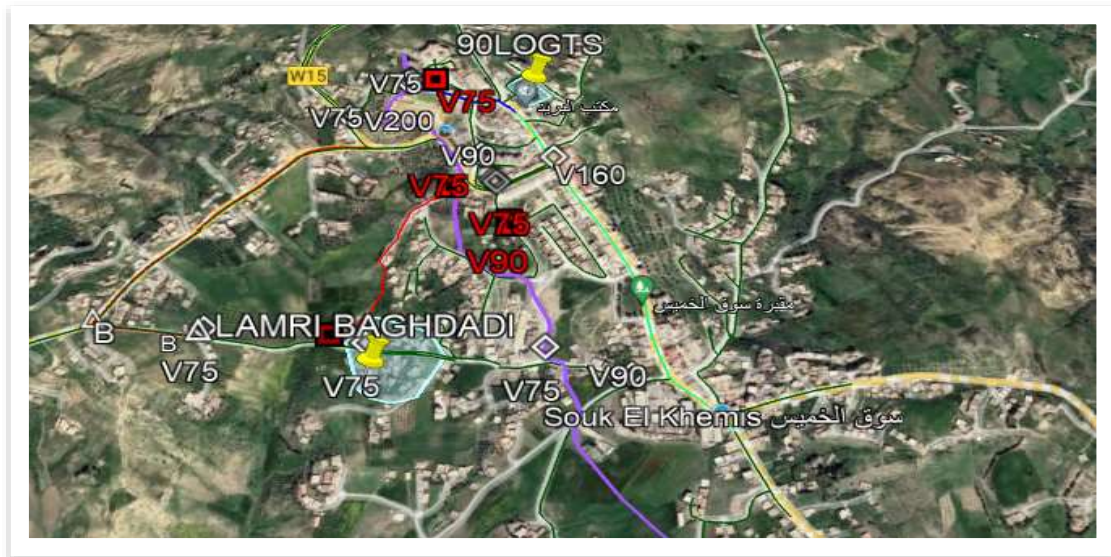 90LOGTS
W15
V75
V75
مكتب البريد
V75
V200
V90
V160
V75
V75
V90
مقبرة سوق الخميس
B
B
LAMRI BAGHDADI
V75
V75
V75
V90
Souk El Khemis سوق الخميس